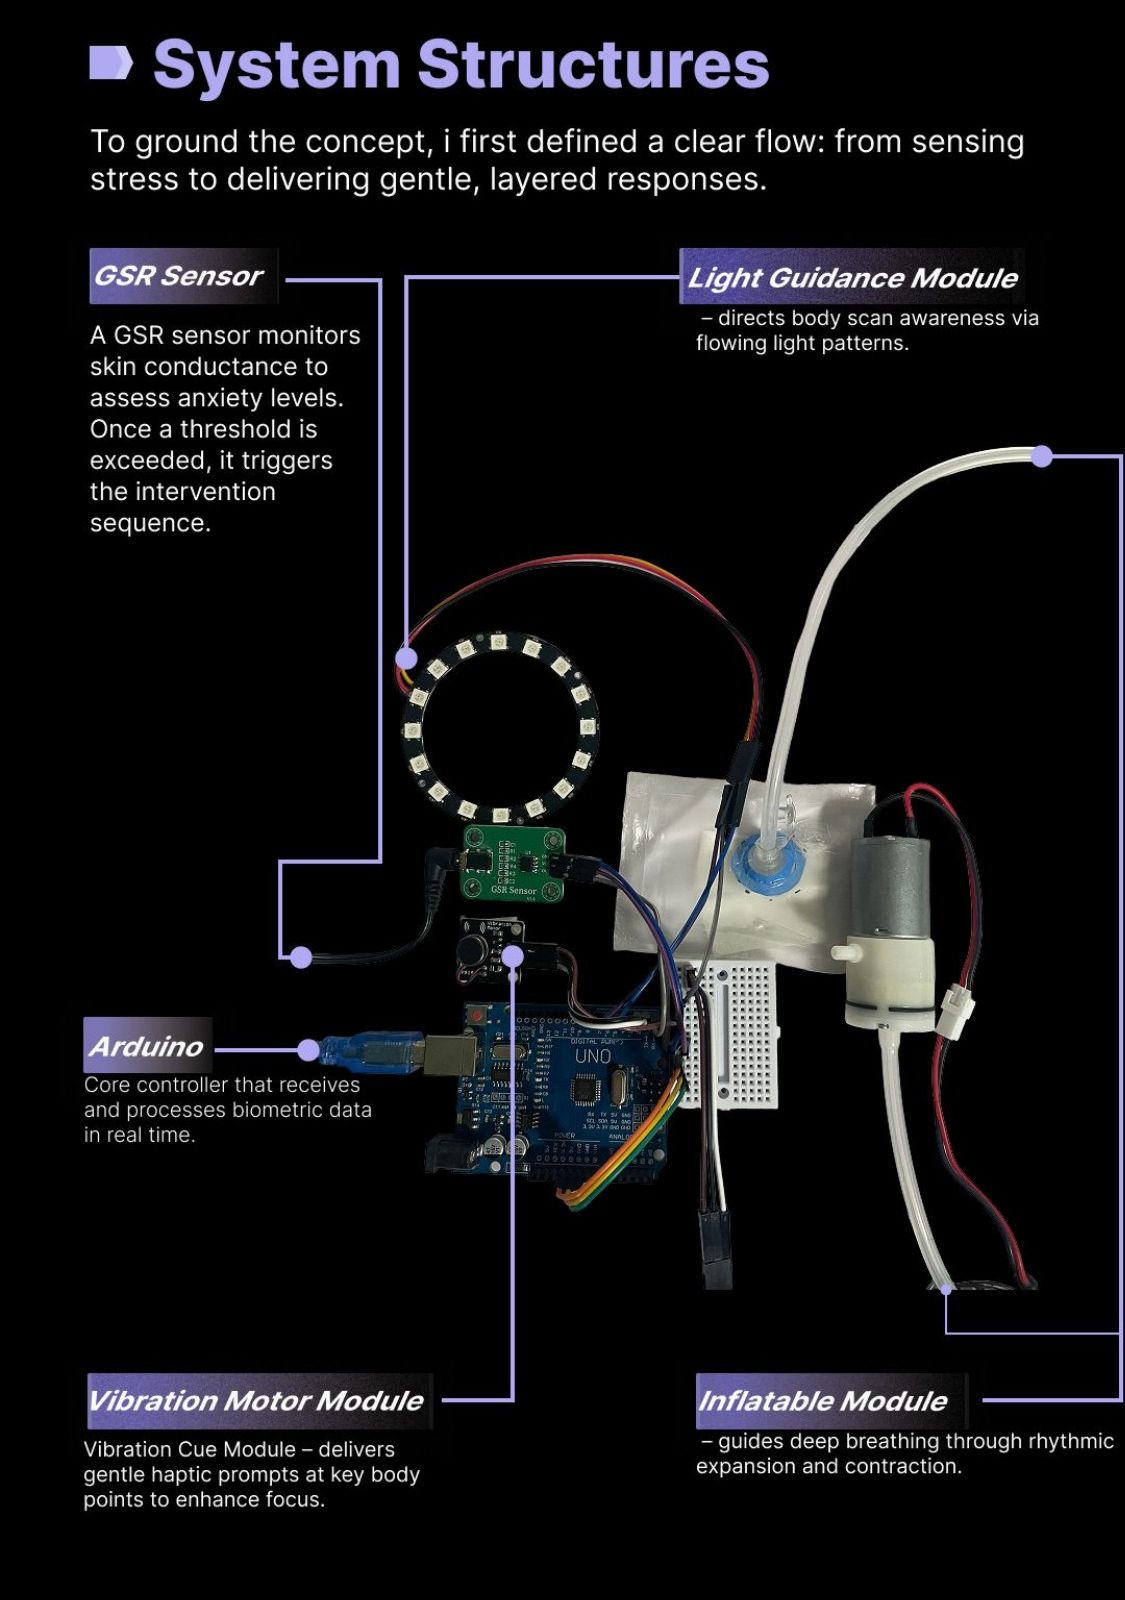 System Structures
To ground the concept, i first defined a clear flow: from sensing
stress to delivering gentle, layered responses.
GSR Sensor
A GSR sensor monitors
skin conductance to
assess anxiety levels.
Once a threshold is
exceeded, it triggers
the intervention
sequence.
Light Guidance Module
– directs body scan awareness via
flowing light patterns.
GSR Sensor
Arduino
Core controller that receives
and processes biometric data
in real time.
UNO
POWER
Vibration Motor Module
Vibration Cue Module – delivers
gentle haptic prompts at key body
points to enhance focus.
Inflatable Module
– guides deep breathing through rhythmic
expansion and contraction.